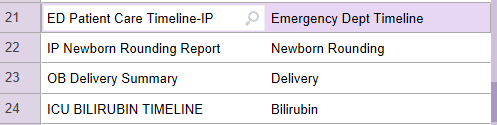 21 ED Patient Care Timeline-IP Emergency Dept Timeline
22 IP Newborn Rounding Report Newborn Rounding
23 OB Delivery Summary Delivery
24 ICU BILIRUBIN TIMELINE Bilirubin